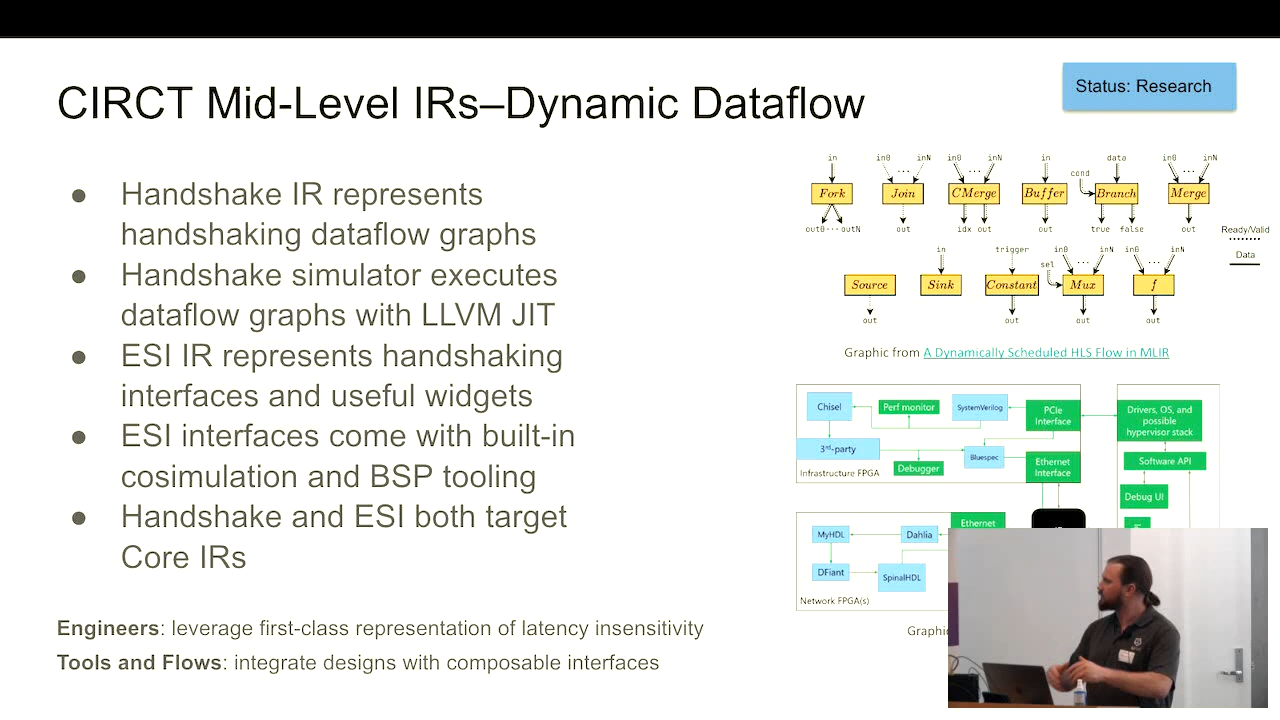 CIRCT Mid-Level IRs–Dynamic Dataflow
Status: Research
● Handshake IR represents
handshaking dataflow graphs
● Handshake simulator executes
dataflow graphs with LLVM JIT
● ESI IR represents handshaking
interfaces and useful widgets
● ESI interfaces come with built-in
cosimulation and BSP tooling
● Handshake and ESI both target
Core IRs
Engineers: leverage first-class representation of latency insensitivity
Tools and Flows: integrate designs with composable interfaces
in in0 inN in0 inN in data in0 inN
... ... cond ...
Fork Join CMerge Buffer Branch Merge
out0...outN out idx out out true false out
Ready/Valid
Data
in trigger in0 inN in0 inN
sel ... ...
Source Sink Constant Mux f
out out out out
Graphic from A Dynamically Scheduled HLS Flow in MLIR
Chisel
Perf monitor
SystemVerilog
PCIe
Interface
Drivers, OS, and
possible
hypervisor stack
3rd-party
Bluespec
Software API
Infrastructure FPGA
Debugger
Ethernet
Interface
Debug UI
Ethernet
MyHDL
Dahlia
DFiant
SpinalHDL
Network FPGA(s)